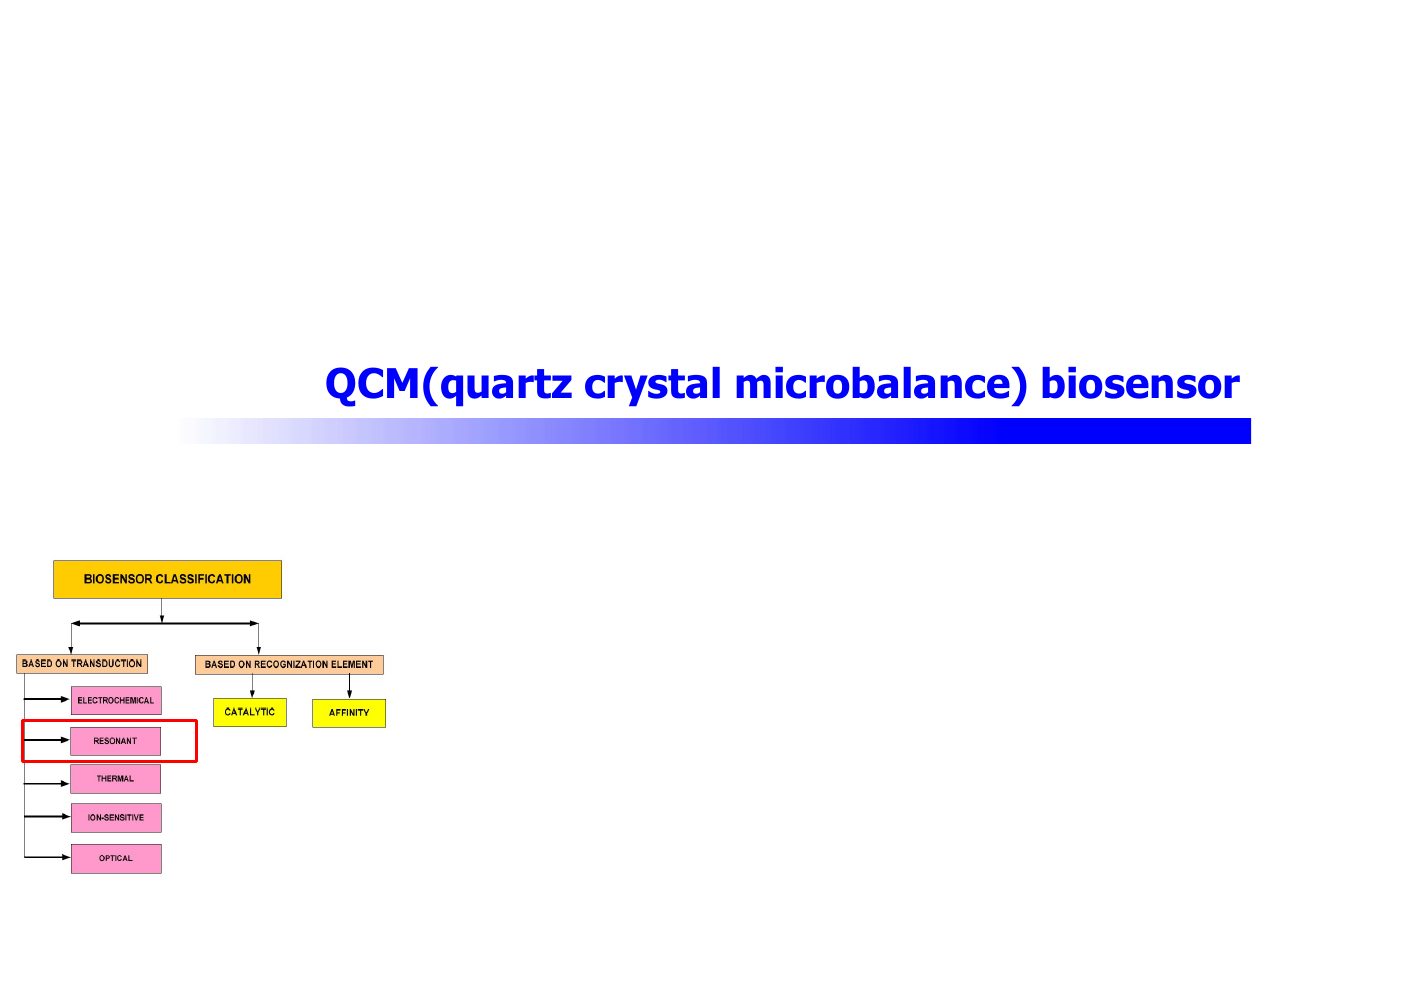 QCM(quartz crystal microbalance) biosensor
BIOSENSOR CLASSIFICATION
BASED ON TRANSDUCTION
BASED ON RECOGNIZATION ELEMENT
ELECTROCHEMICAL
CATALYTIC
AFFINITY
RESONANT
THERMAL
ION-SENSITIVE
OPTICAL